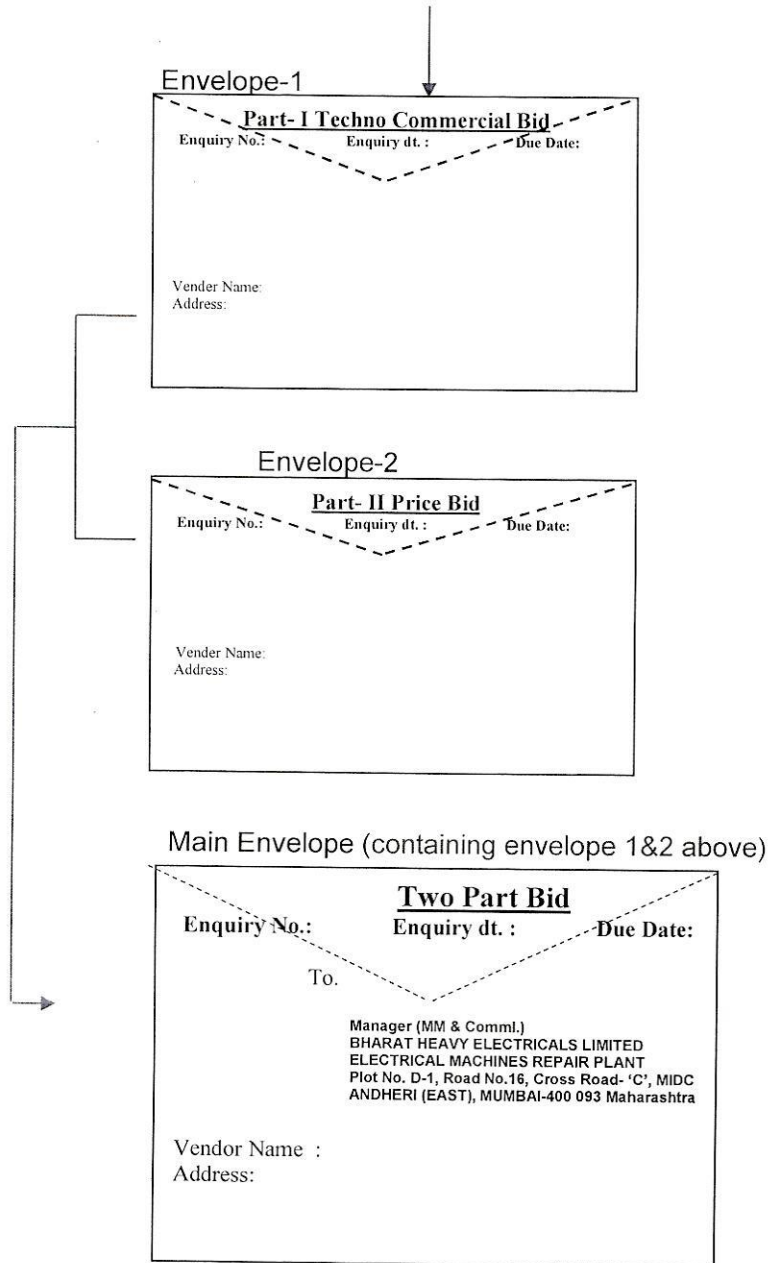 Envelope-1
Part- I Techno Commercial Bid
Enquiry No.: Enquiry dt. : Due Date:
Vender Name:
Address:
Envelope-2
Part- II Price Bid
Enquiry No.: Enquiry dt. : Due Date:
Vender Name:
Address:
Main Envelope (containing envelope 1&2 above)
Two Part Bid
Enquiry No.: Enquiry dt. : Due Date:
To.
Manager (MM & Comml.)
BHARAT HEAVY ELECTRICALS LIMITED
ELECTRICAL MACHINES REPAIR PLANT
Plot No. D-1, Road No.16, Cross Road- ‘C’, MIDC
ANDHERI (EAST), MUMBAI-400 093 Maharashtra
Vendor Name :
Address: